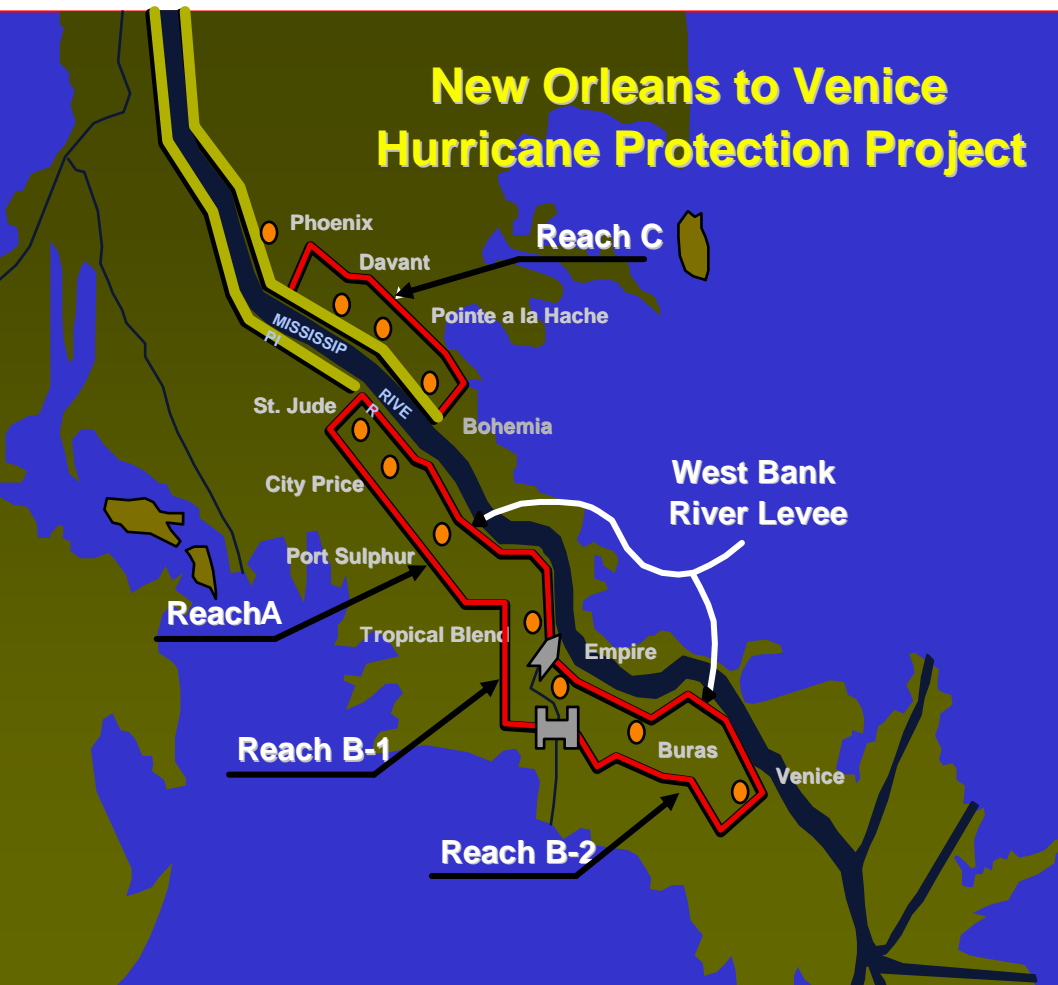 New Orleans to Venice
Hurricane Protection Project
Phoenix
Reach C
Davant
Pointe a la Hache
MISSISSIP
PI
RIVE
R
St. Jude
Bohemia
City Price
West Bank
River Levee
Port Sulphur
ReachA
Tropical Blend
Empire
Reach B-1
Buras
Venice
Reach B-2